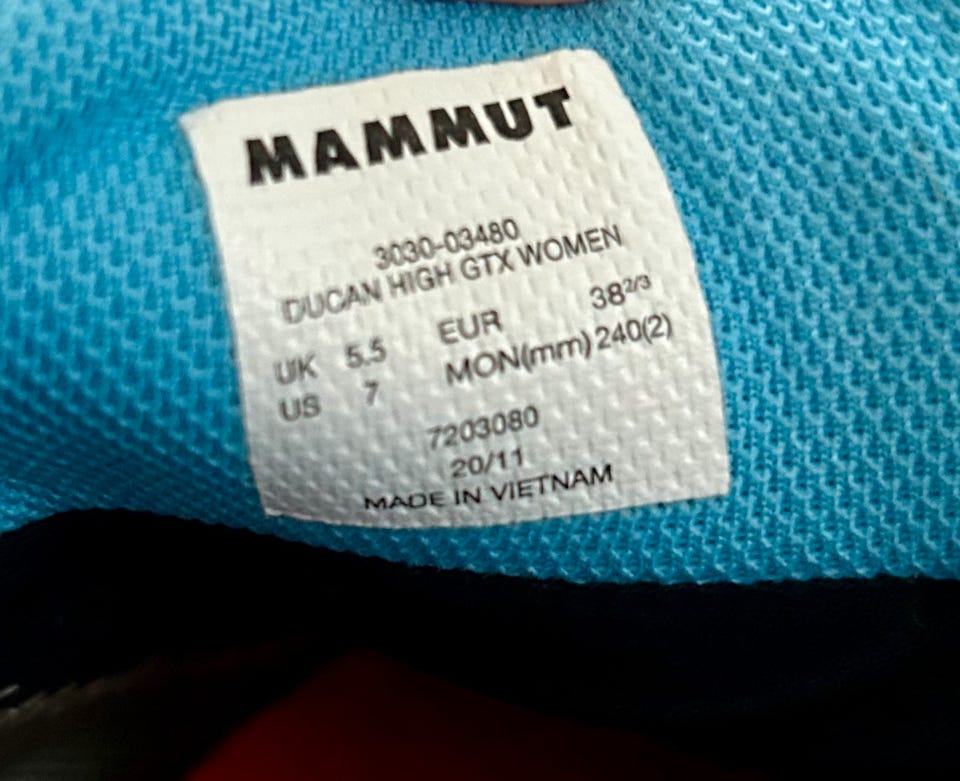 MAMMUT
3030-03480
DUCAN HIGH GTX WOMEN
UK 5.5 EUR 38 2/3
US 7 MON(mm) 240(2)
7203080
20/11
MADE IN VIETNAM